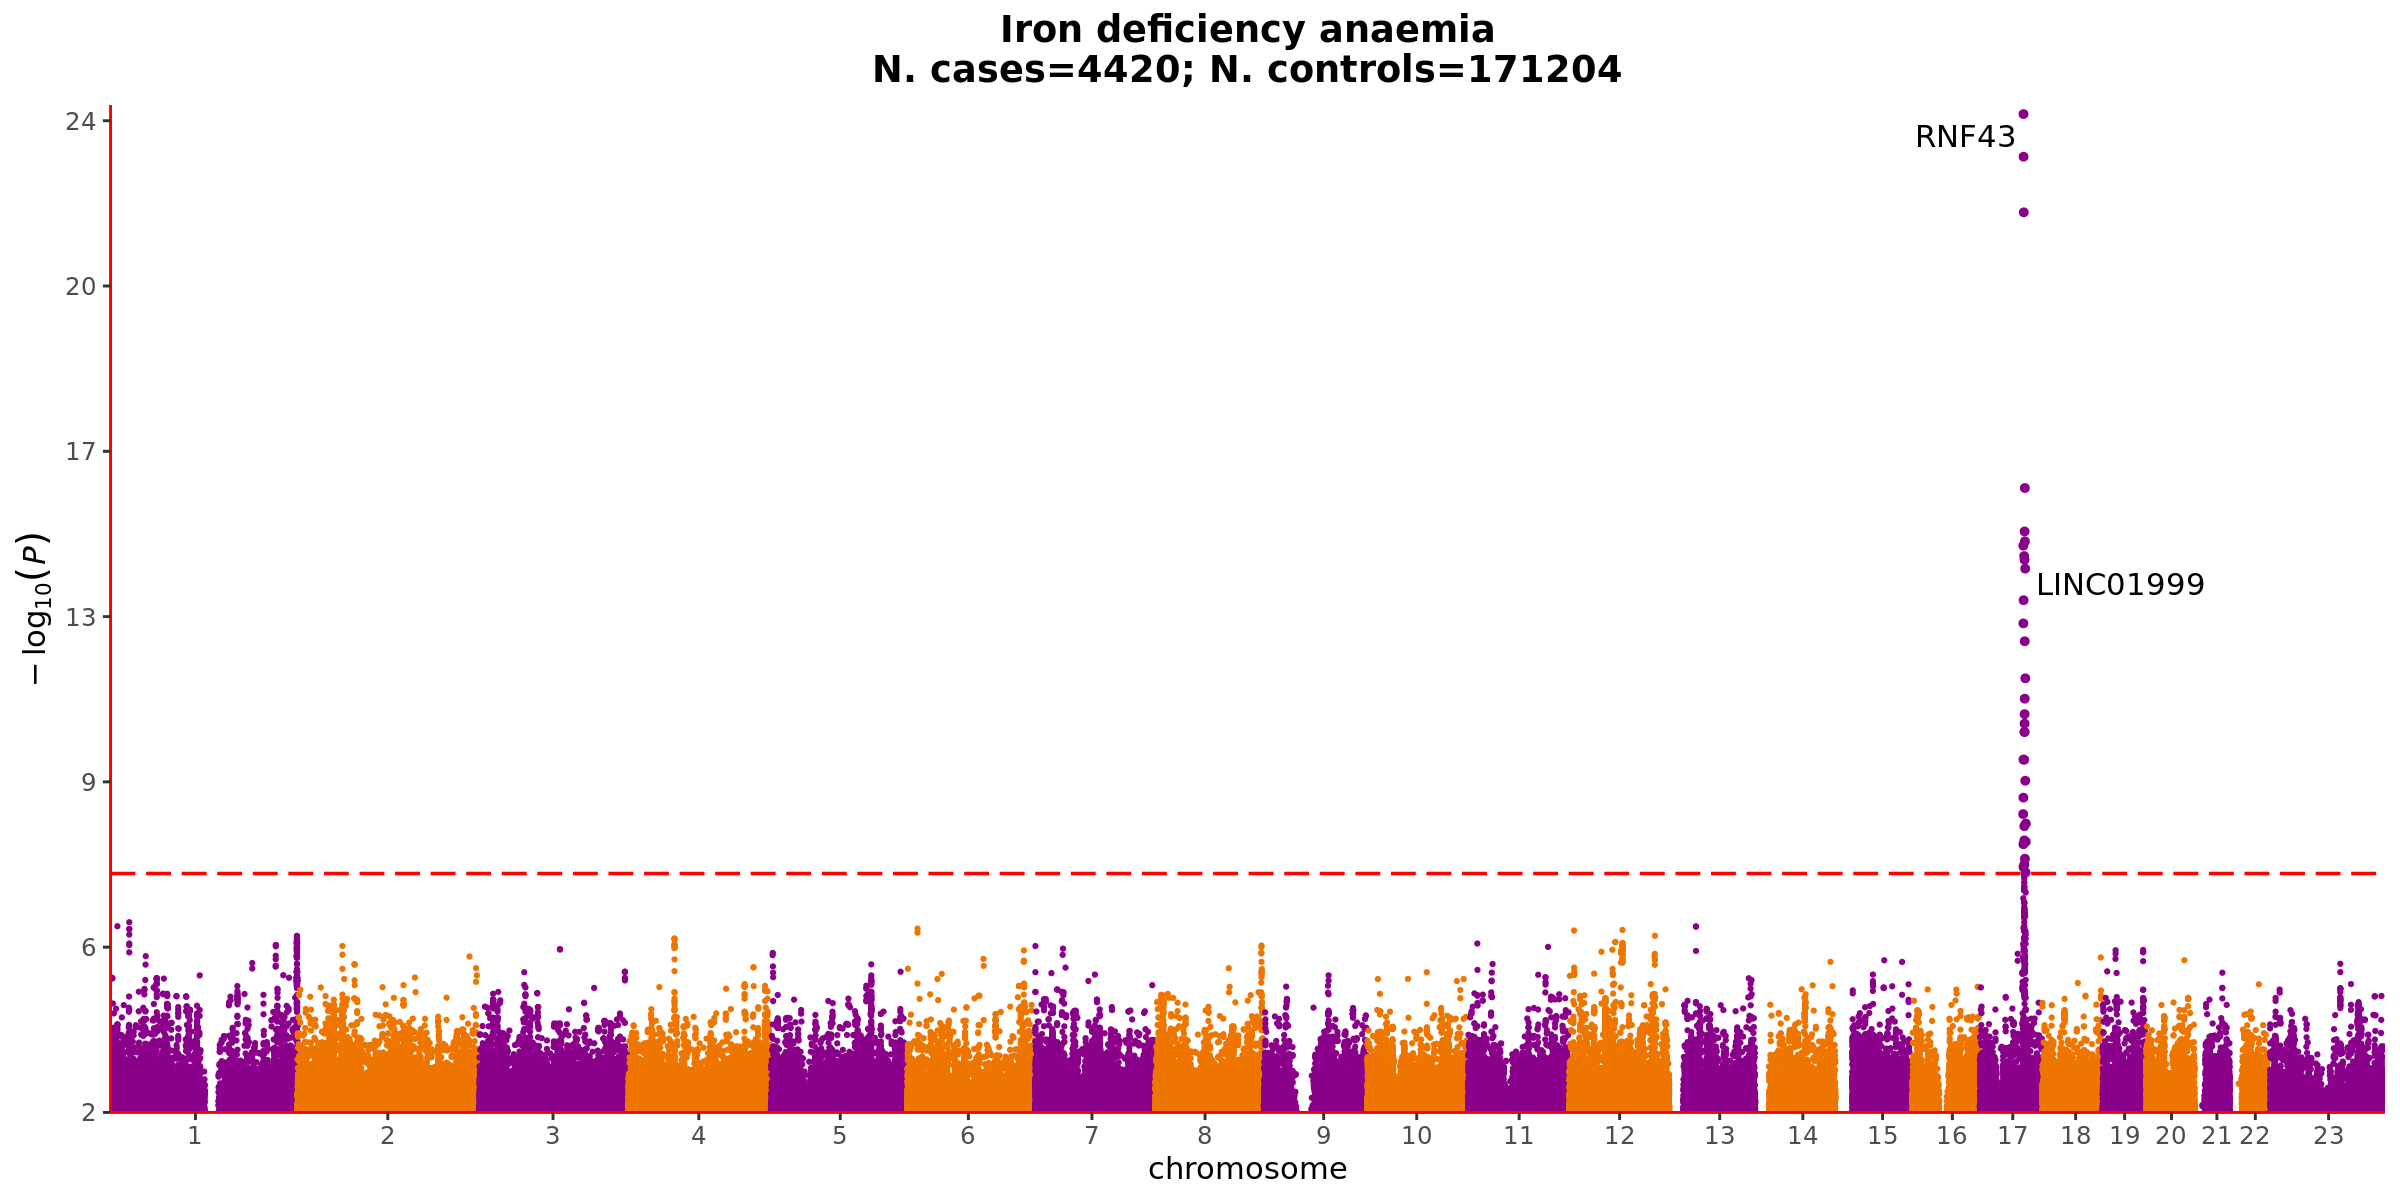 Iron deficiency anaemia
N. cases=4420; N. controls=171204
24
RNF43
20
17
LINC01999
13
9
6
2
−log10(P)
1 2 3 4 5 6 7 8 9 10 11 12 13 14 15 16 17 18 19 20 21 22 23
chromosome